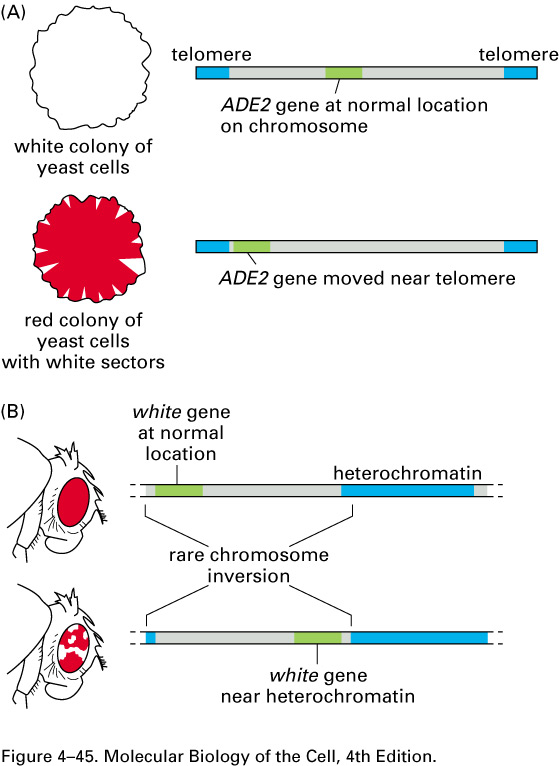 (A)
telomere
telomere
ADE2 gene at normal location
on chromosome
white colony of
yeast cells
ADE2 gene moved near telomere
red colony of
yeast cells
with white sectors
(B)
white gene
at normal
location
heterochromatin
rare chromosome
inversion
white gene
near heterochromatin
Figure 4–45. Molecular Biology of the Cell, 4th Edition.